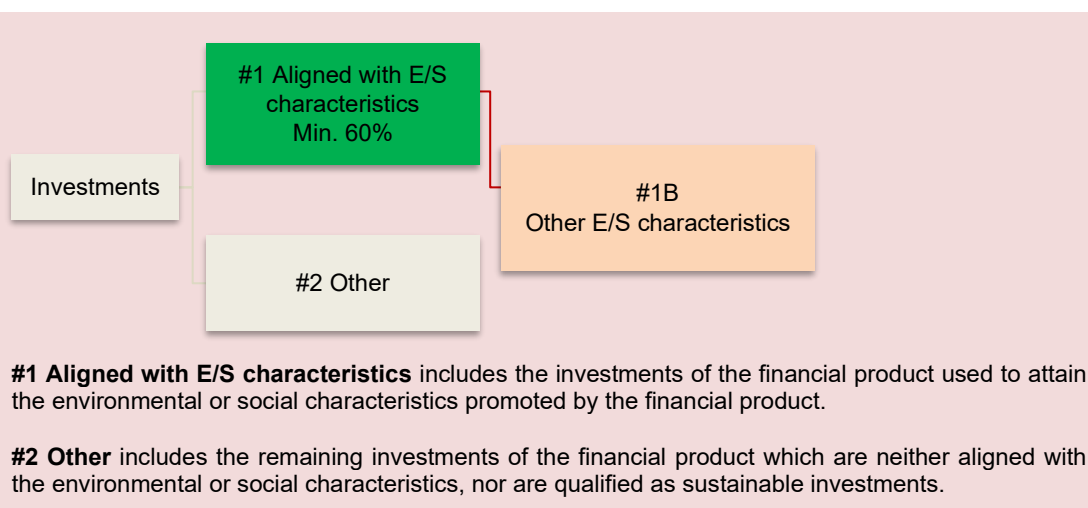 #1 Aligned with E/S
characteristics
Min. 60%
Investments
#1B
Other E/S characteristics
#2 Other
#1 Aligned with E/S characteristics includes the investments of the financial product used to attain
the environmental or social characteristics promoted by the financial product.
#2 Other includes the remaining investments of the financial product which are neither aligned with
the environmental or social characteristics, nor are qualified as sustainable investments.